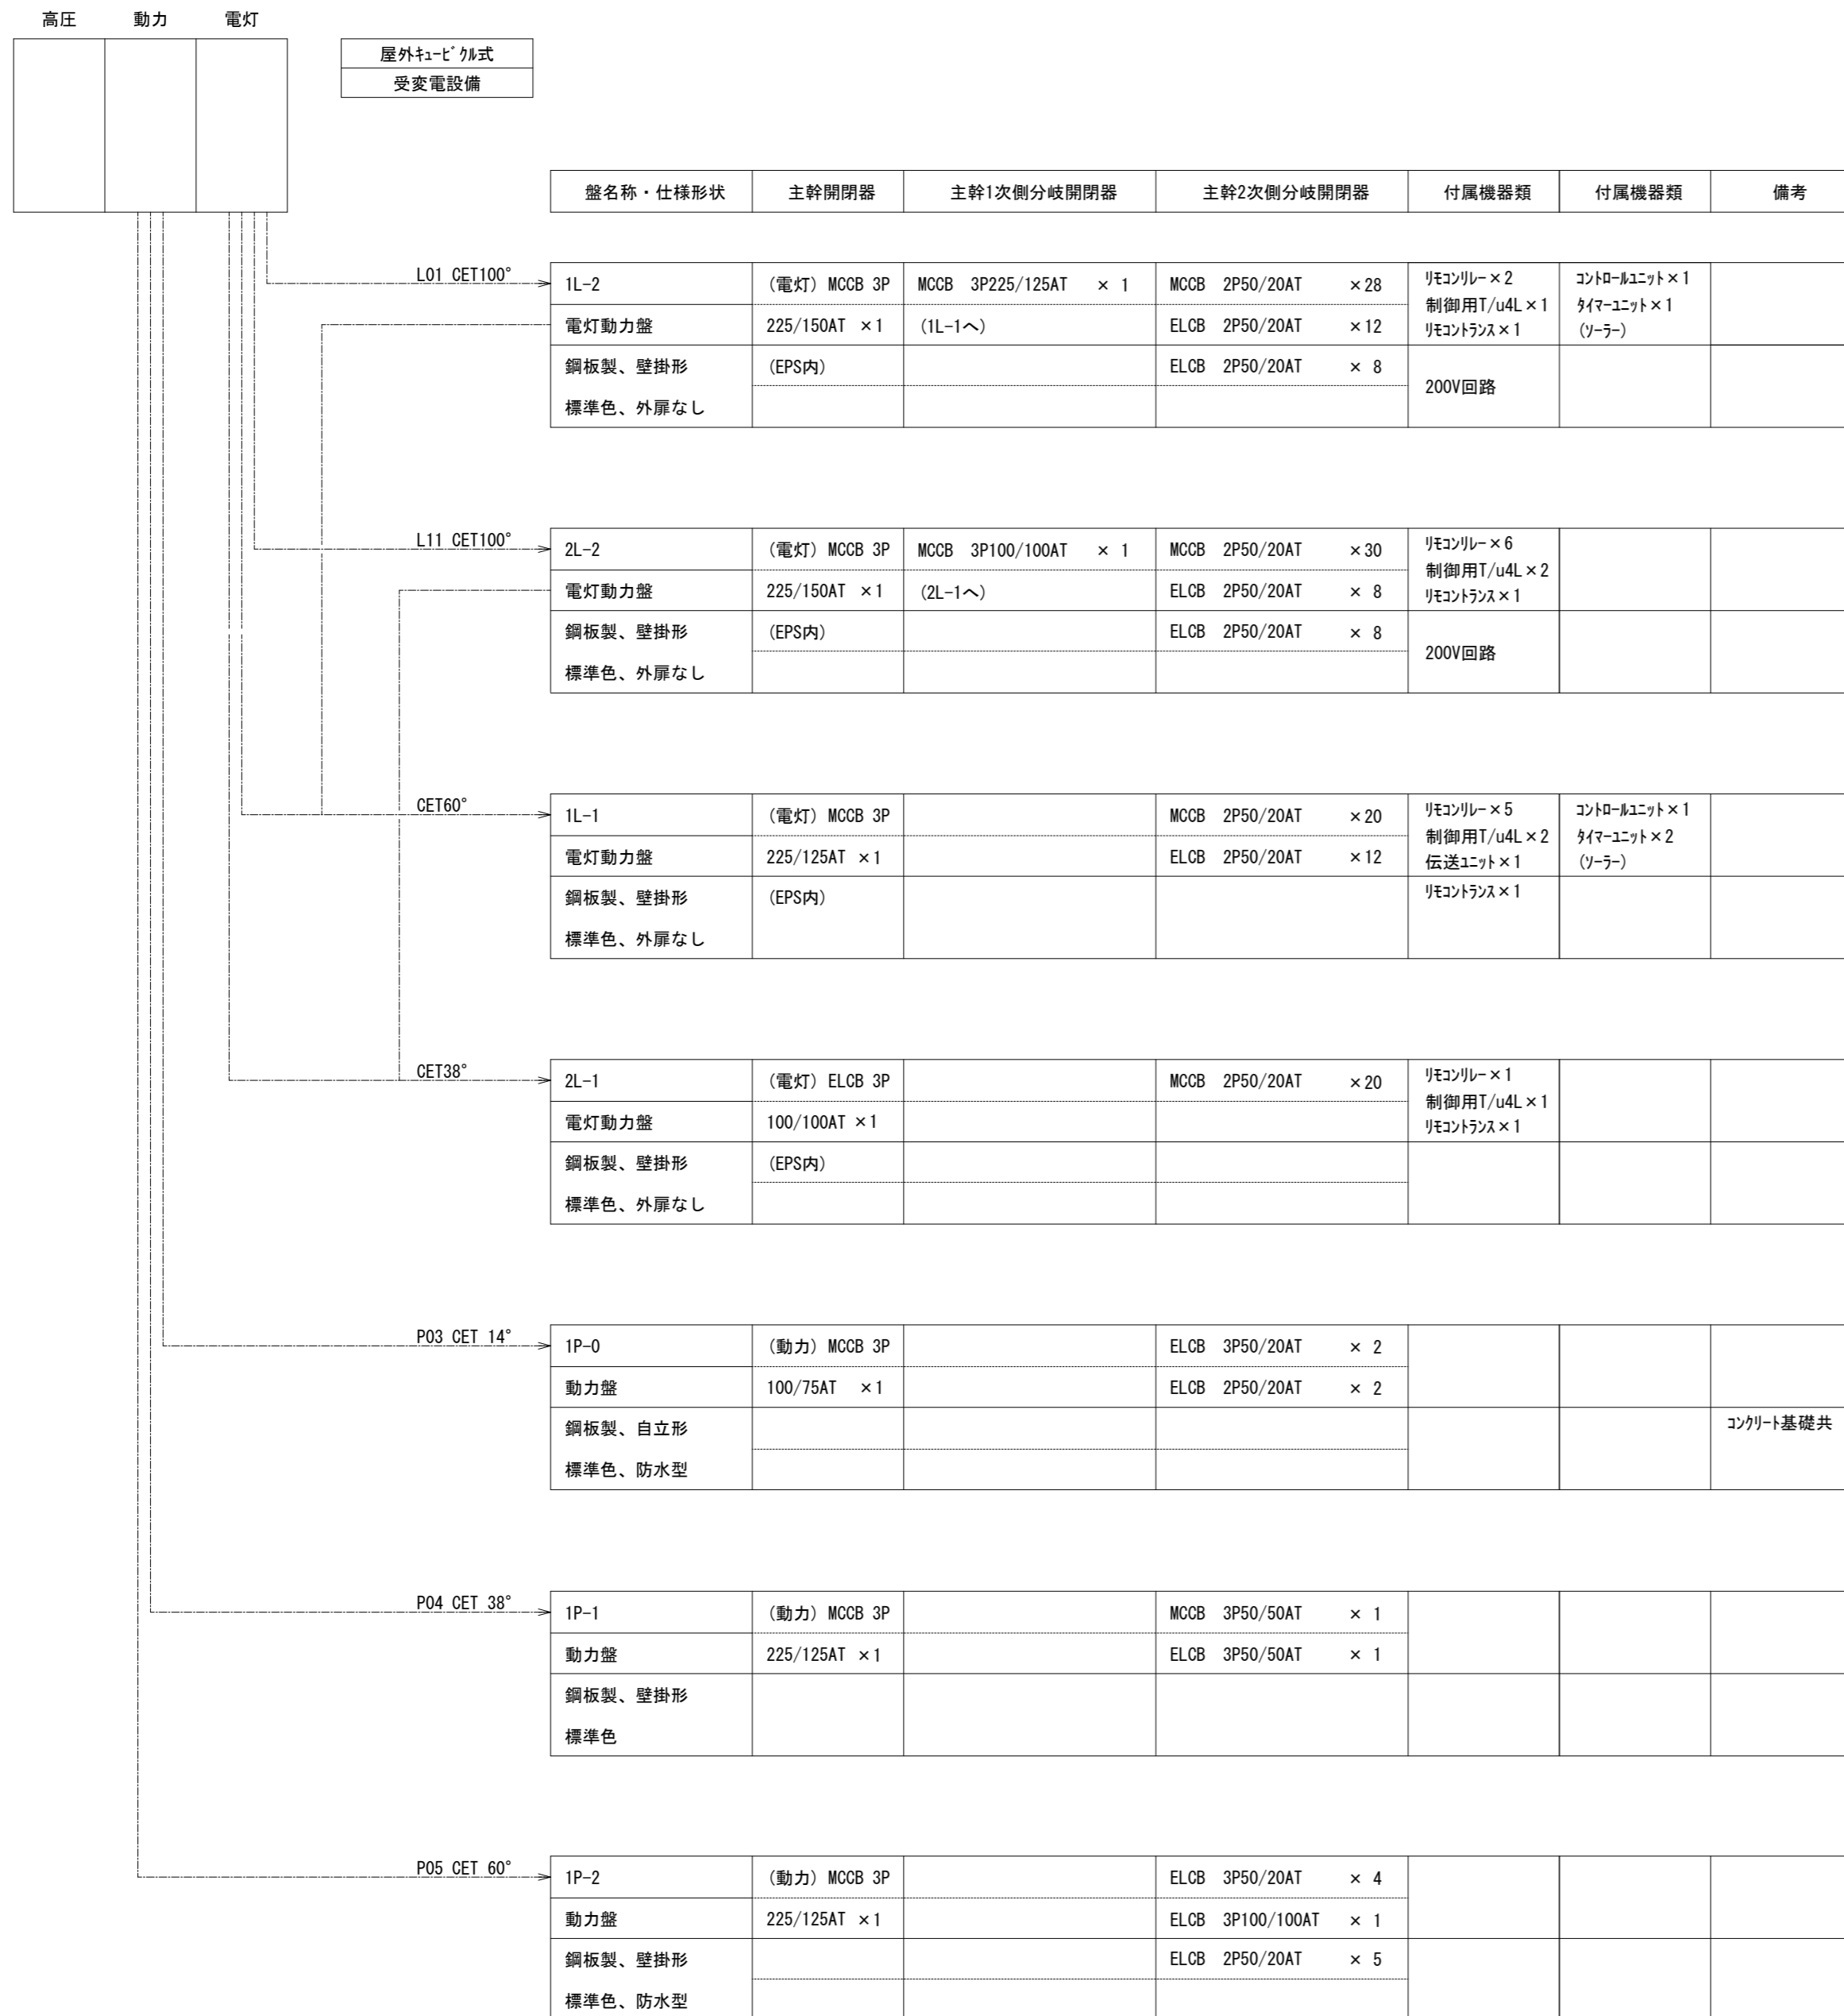 高圧 動力 電灯
屋外ｷｭｰﾋﾞｸﾙ式
受変電設備
盤名称・仕様形状 主幹開閉器 主幹1次側分岐開閉器 主幹2次側分岐開閉器 付属機器類 付属機器類 備考
L01 CET100°
1L-2 (電灯) MCCB 3P MCCB 3P225/125AT × 1 MCCB 2P50/20AT ×28 ﾘﾓｺﾝﾘﾚｰ×2 ｺﾝﾄﾛｰﾙﾕﾆｯﾄ×1
制御用T/u4L×1 ﾀｲﾏｰﾕﾆｯﾄ×1
電灯動力盤 225/150AT ×1 (1L-1へ) ELCB 2P50/20AT ×12 ﾘﾓｺﾝﾄﾗﾝｽ×1 (ｿｰﾗｰ)
鋼板製、壁掛形 (EPS内) ELCB 2P50/20AT × 8
200V回路
標準色、外扉なし
L11 CET100°
2L-2 (電灯) MCCB 3P MCCB 3P100/100AT × 1 MCCB 2P50/20AT ×30 ﾘﾓｺﾝﾘﾚｰ×6
制御用T/u4L×2
電灯動力盤 225/150AT ×1 (2L-1へ) ELCB 2P50/20AT × 8 ﾘﾓｺﾝﾄﾗﾝｽ×1
鋼板製、壁掛形 (EPS内) ELCB 2P50/20AT × 8
200V回路
標準色、外扉なし
CET60°
1L-1 (電灯) MCCB 3P MCCB 2P50/20AT ×20 ﾘﾓｺﾝﾘﾚｰ×5 ｺﾝﾄﾛｰﾙﾕﾆｯﾄ×1
制御用T/u4L×2 ﾀｲﾏｰﾕﾆｯﾄ×2
電灯動力盤 225/125AT ×1 ELCB 2P50/20AT ×12 伝送ﾕﾆｯﾄ×1 (ｿｰﾗｰ)
鋼板製、壁掛形 (EPS内) ﾘﾓｺﾝﾄﾗﾝｽ×1
標準色、外扉なし
CET38°
2L-1 (電灯) ELCB 3P MCCB 2P50/20AT ×20 ﾘﾓｺﾝﾘﾚｰ×1
制御用T/u4L×1
電灯動力盤 100/100AT ×1 ﾘﾓｺﾝﾄﾗﾝｽ×1
鋼板製、壁掛形 (EPS内)
標準色、外扉なし
P03 CET 14°
1P-0 (動力) MCCB 3P ELCB 3P50/20AT × 2
動力盤 100/75AT ×1 ELCB 2P50/20AT × 2
鋼板製、自立形 ｺﾝｸﾘｰﾄ基礎共
標準色、防水型
P04 CET 38°
1P-1 (動力) MCCB 3P MCCB 3P50/50AT × 1
動力盤 225/125AT ×1 ELCB 3P50/50AT × 1
鋼板製、壁掛形
標準色
P05 CET 60°
1P-2 (動力) MCCB 3P ELCB 3P50/20AT × 4
動力盤 225/125AT ×1 ELCB 3P100/100AT × 1
鋼板製、壁掛形 ELCB 2P50/20AT × 5
標準色、防水型